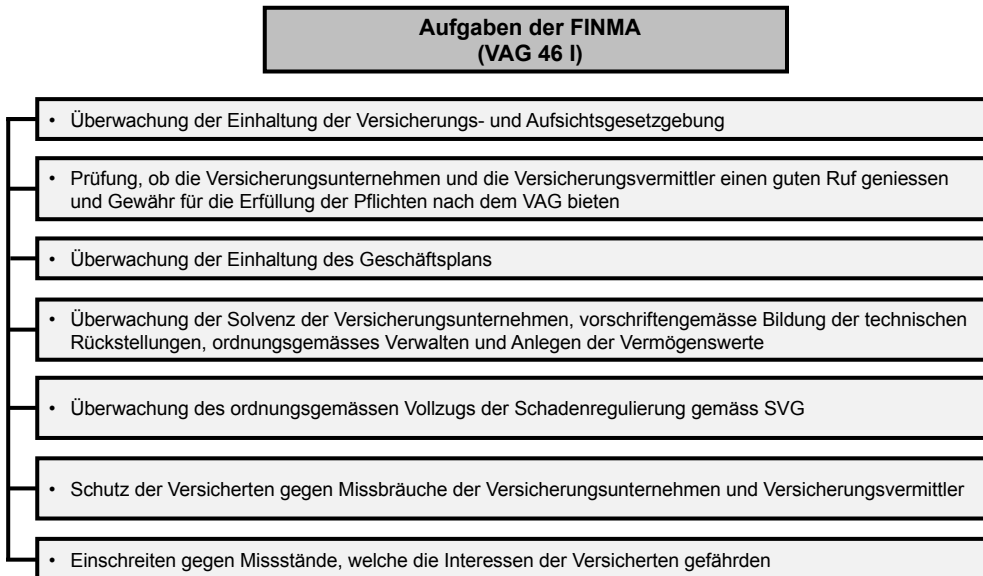 Aufgaben der FINMA
(VAG 46 I)
• Überwachung der Einhaltung der Versicherungs- und Aufsichtsgesetzgebung
• Prüfung, ob die Versicherungsunternehmen und die Versicherungsvermittler einen guten Ruf geniessen
und Gewähr für die Erfüllung der Pflichten nach dem VAG bieten
• Überwachung der Einhaltung des Geschäftsplans
• Überwachung der Solvenz der Versicherungsunternehmen, vorschriftengemässe Bildung der technischen
Rückstellungen, ordnungsgemässes Verwalten und Anlegen der Vermögenswerte
• Überwachung des ordnungsgemässen Vollzugs der Schadenregulierung gemäss SVG
• Schutz der Versicherten gegen Missbräuche der Versicherungsunternehmen und Versicherungsvermittler
• Einschreiten gegen Missstände, welche die Interessen der Versicherten gefährden